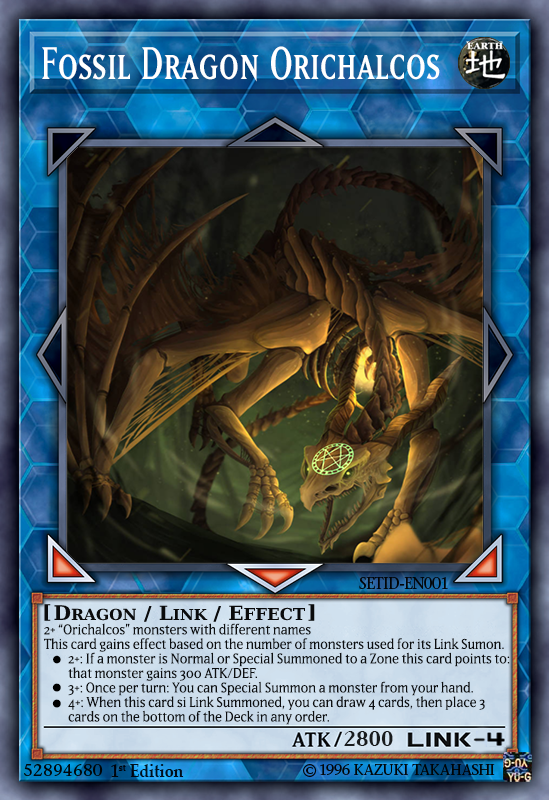 FOSSIL DRAGON ORICHALCOS
EARTH
地
SETID-EN001
[DRAGON / LINK / EFFECT]
2+ “Orichalcos” monsters with different names
This card gains effect based on the number of monsters used for its Link Sumon.
● 2+: If a monster is Normal or Special Summoned to a Zone this card points to:
that monster gains 300 ATK/DEF.
● 3+: Once per turn: You can Special Summon a monster from your hand.
● 4+: When this card si Link Summoned, you can draw 4 cards, then place 3
cards on the bottom of the Deck in any order.
ATK/2800 LINK-4
52894680 1st Edition
© 1996 KAZUKI TAKAHASHI